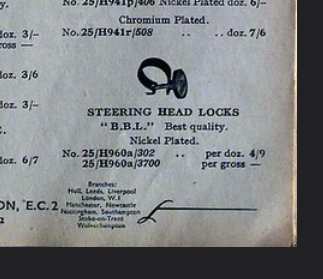 y.
No. 25/H941p/406 Nickel Plated doz. 6/-
Chromium Plated.
doz. 3/-
No. 25/H941r/508 .. .. doz. 7/6
ross —
doz. 3/6
doz. 3/-
STEERING HEAD LOCKS
"B.B.L." Best quality.
Nickel Plated.
doz. 6/7
No. 25/H960a/302 .. per doz. 4/9
25/H960a/3700 per gross —
Branches:
Hull, Leeds, Liverpool
London, W.1
ON, E.C.2
Manchester, Newcastle
Nottingham, Southampton
Stoke-on-Trent
Wolverhampton